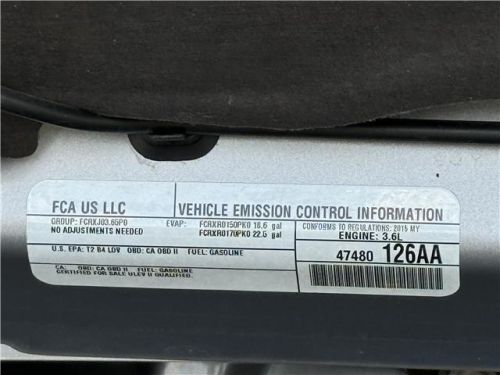 FCA US LLC
VEHICLE EMISSION CONTROL INFORMATION
GROUP: FCRXJ03.65P0
EVAP: FCRXR0150PK0 16.6 gal
CONFORMS TO REGULATIONS: 2015 MY
NO ADJUSTMENTS NEEDED
FCRXR0170PK0 22.5 gal
ENGINE: 3.6L
U.S. EPA: T2 B4 LDV OBD: CA OBD II FUEL: GASOLINE
47480 126AA
CA. OBD: CA OBD II FUEL: GASOLINE
CERTIFIED FOR SALE ULEV II QUALIFIED